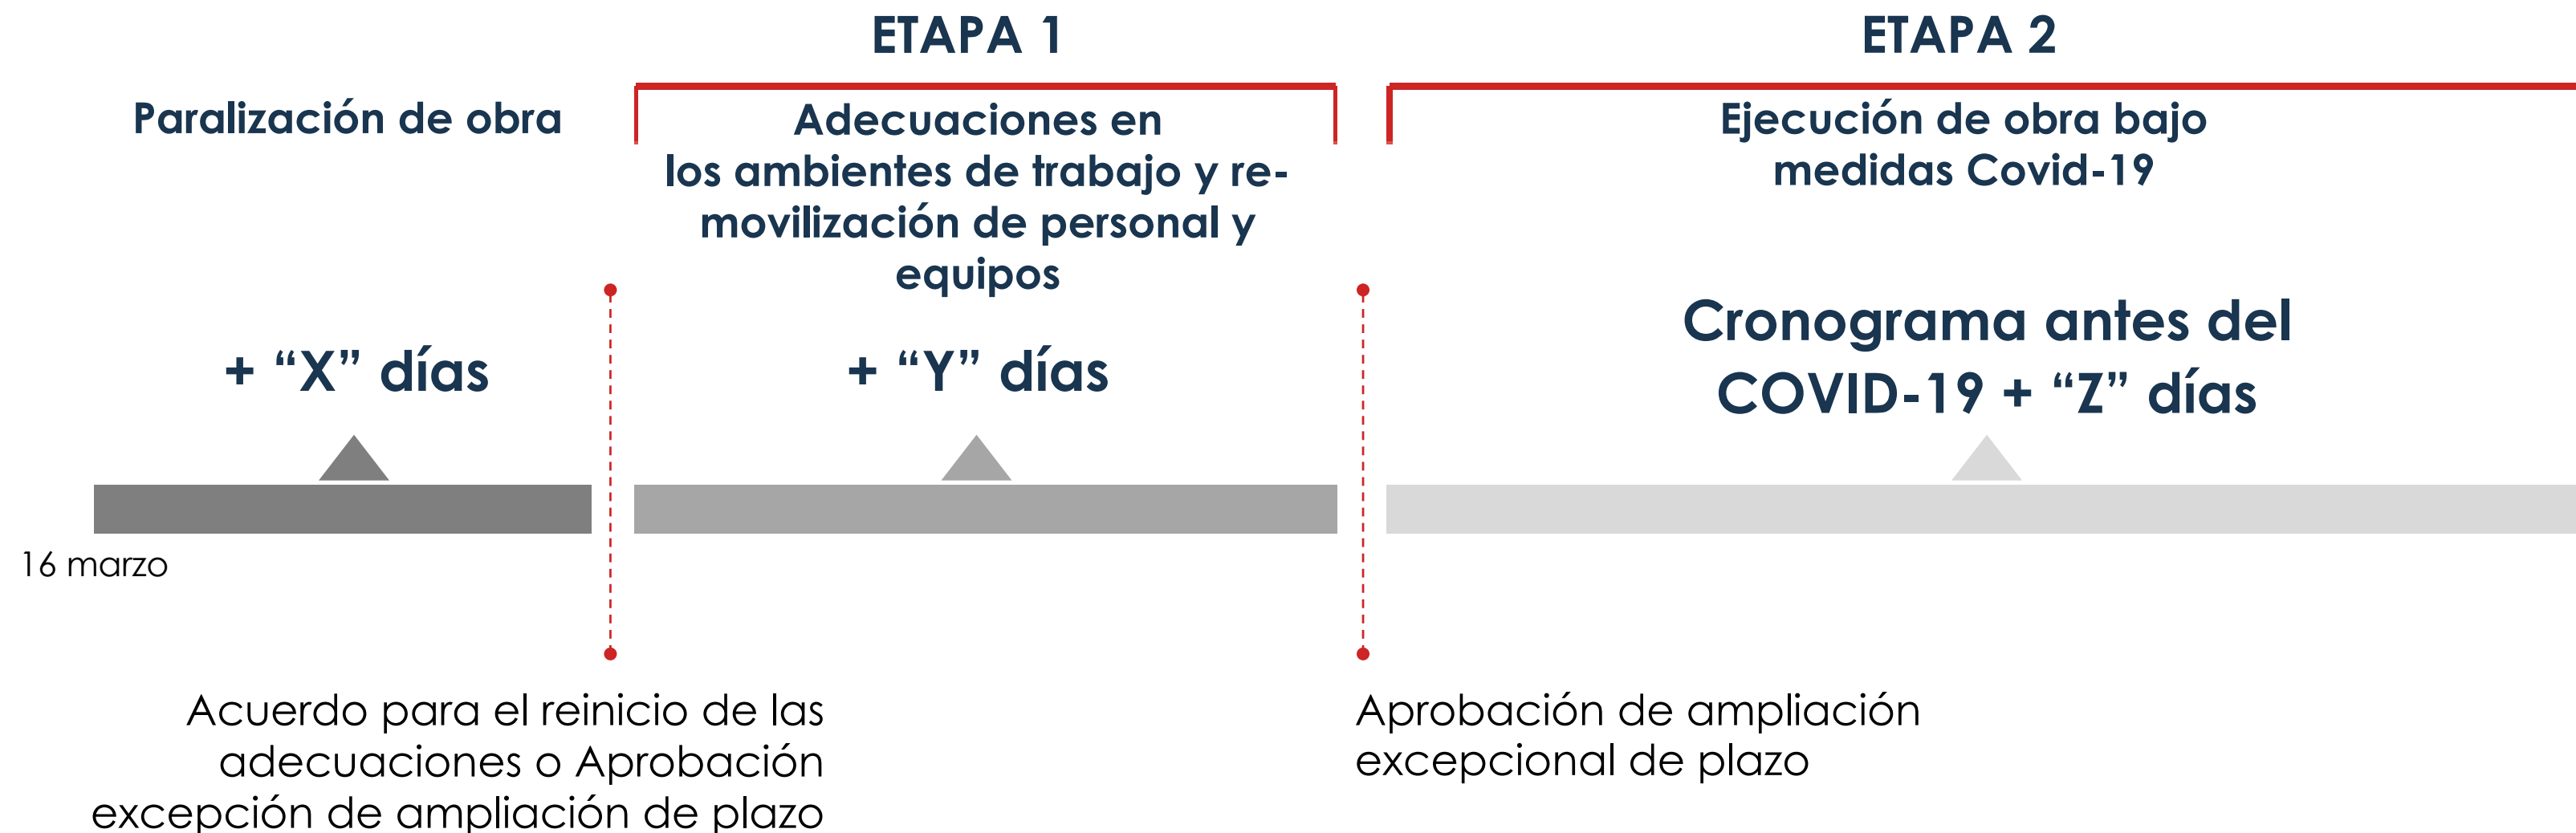 ETAPA 1
ETAPA 2
Paralización de obra
Adecuaciones en
los ambientes de trabajo y re-
movilización de personal y
equipos
Ejecución de obra bajo
medidas Covid-19
+ “X” días
+ “Y” días
Cronograma antes del
COVID-19 + “Z” días
16 marzo
Acuerdo para el reinicio de las
adecuaciones o Aprobación
excepción de ampliación de plazo
Aprobación de ampliación
excepcional de plazo